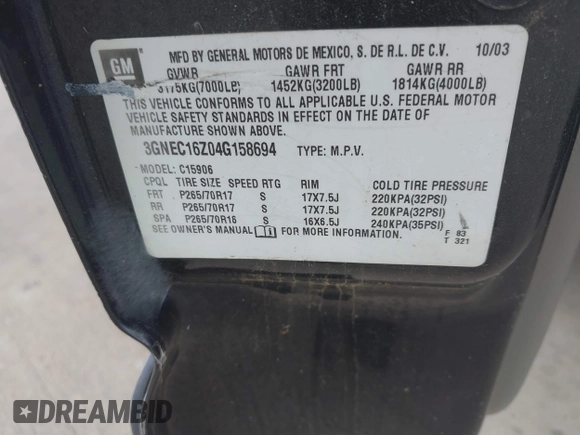 GM
MFD BY GENERAL MOTORS DE MEXICO, S. DE R.L. DE C.V. 10/03
GVWR GAWR FRT GAWR RR
3175KG(7000LB) 1452KG(3200LB) 1814KG(4000LB)
THIS VEHICLE CONFORMS TO ALL APPLICABLE U.S. FEDERAL MOTOR
VEHICLE SAFETY STANDARDS IN EFFECT ON THE DATE OF
MANUFACTURE SHOWN ABOVE.
3GNEC16Z04G158694 TYPE: M.P.V.
MODEL: C15906
CPQL TIRE SIZE SPEED RTG RIM COLD TIRE PRESSURE
FRT P265/70R17 S 17X7.5J 220KPA(32PSI)
RR P265/70R17 S 17X7.5J 220KPA(32PSI)
SPA P265/70R16 S 16X6.5J 240KPA(35PSI)
SEE OWNER'S MANUAL FOR MORE INFORMATION. F 83
T 321
DREAMBID